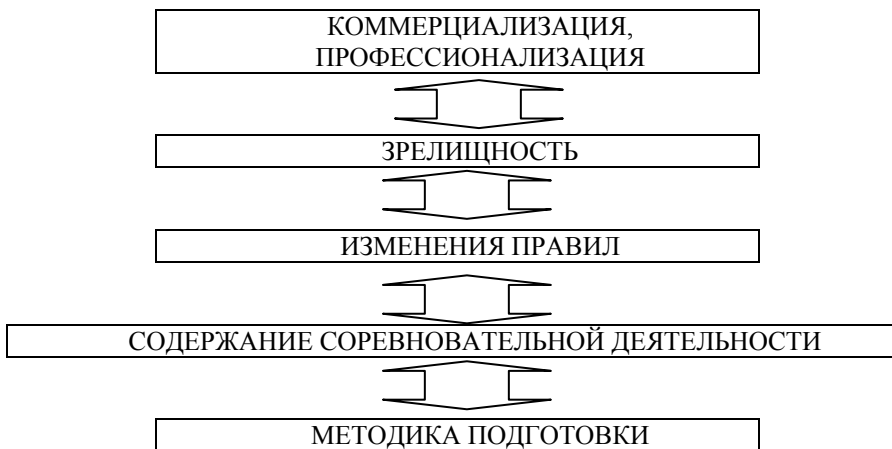 КОММЕРЦИАЛИЗАЦИЯ,
ПРОФЕССИОНАЛИЗАЦИЯ
ЗРЕЛИЩНОСТЬ
ИЗМЕНЕНИЯ ПРАВИЛ
СОДЕРЖАНИЕ СОРЕВНОВАТЕЛЬНОЙ ДЕЯТЕЛЬНОСТИ
МЕТОДИКА ПОДГОТОВКИ